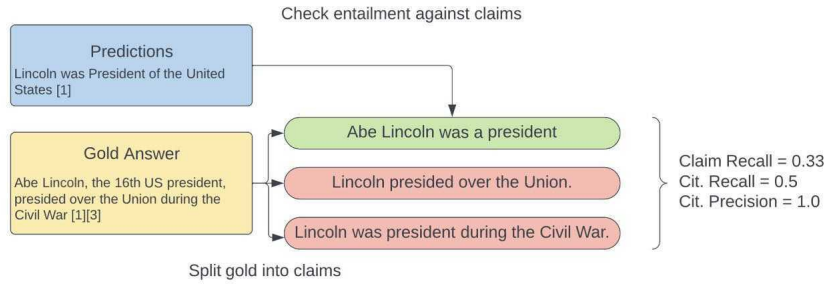 Check entailment against claims
Predictions
Lincoln was President of the United
States [1]
Gold Answer
Abe Lincoln, the 16th US president,
presided over the Union during the
Civil War [1][3]
Abe Lincoln was a president
Lincoln presided over the Union.
Lincoln was president during the Civil War.
Claim Recall = 0.33
Cit. Recall = 0.5
Cit. Precision = 1.0
Split gold into claims